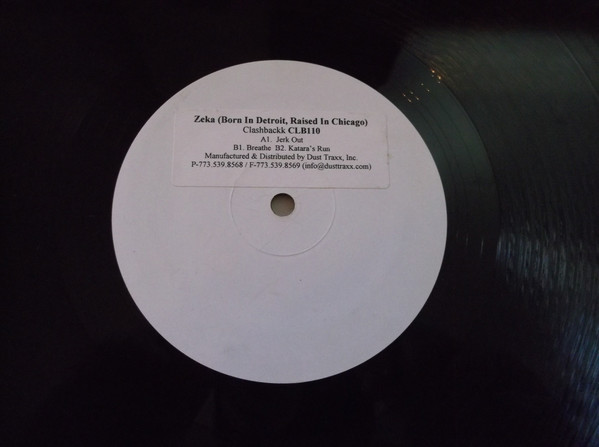 Zeka (Born In Detroit, Raised In Chicago)
Clashbackk CLB110
A1. Jerk Out
B1. Breathe B2. Katara's Run
Manufactured & Distributed by Dust Traxx, Inc.
P-773.539.8568 / F-773.539.8569 (info@dusttraxx.com)